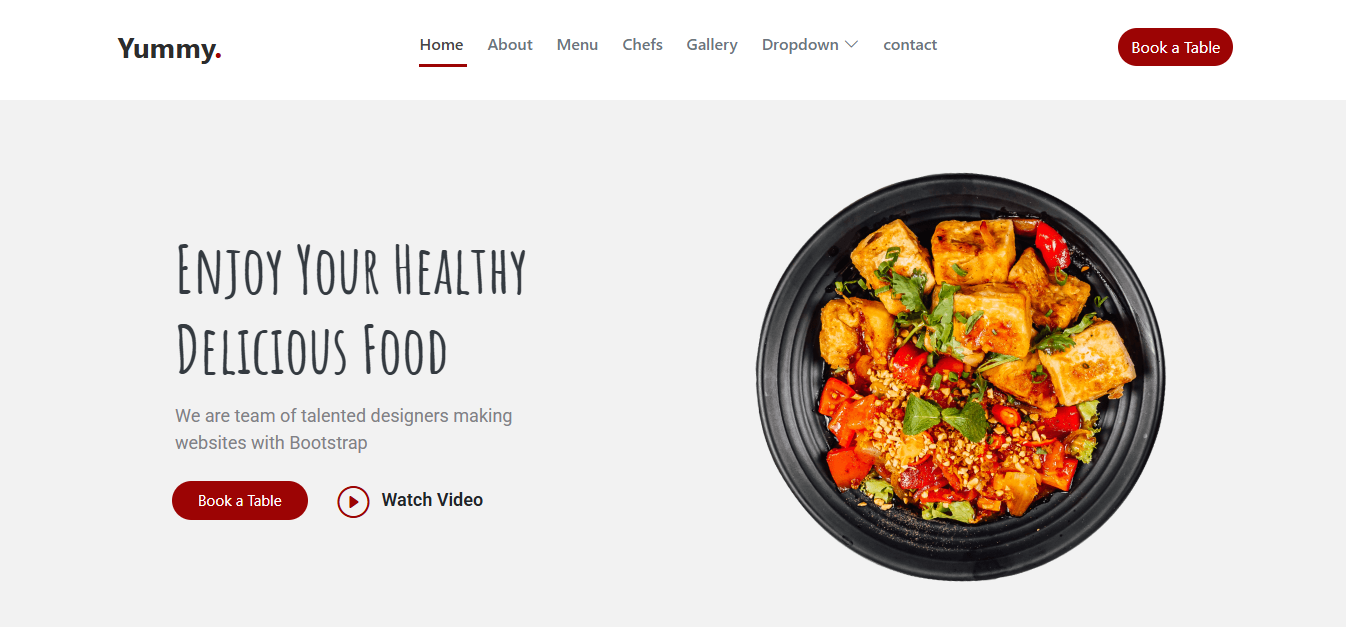 Yummy.
Home About Menu Chefs Gallery Dropdown contact
Book a Table
Enjoy Your Healthy
Delicious Food
We are team of talented designers making
websites with Bootstrap
Book a Table
Watch Video